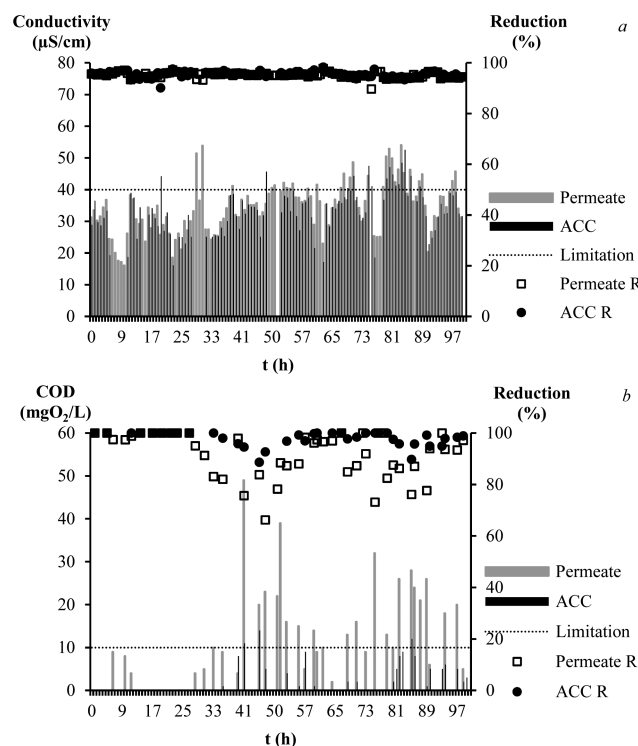 Conductivity Reduction a
(µS/cm) (%)
80 100
70
60 80
50 60
40
30 40
20 20
10
0 0
0 9 17 25 33 41 50 57 65 73 81 89 97
t (h)
Permeate
ACC
Limitation
Permeate R
ACC R
COD Reduction b
(mgO₂/L) (%)
60 100
50 80
40 60
30 40
20
10 20
0 0
0 9 17 25 33 41 49 57 65 73 81 89 97
t (h)
Permeate
ACC
Limitation
Permeate R
ACC R